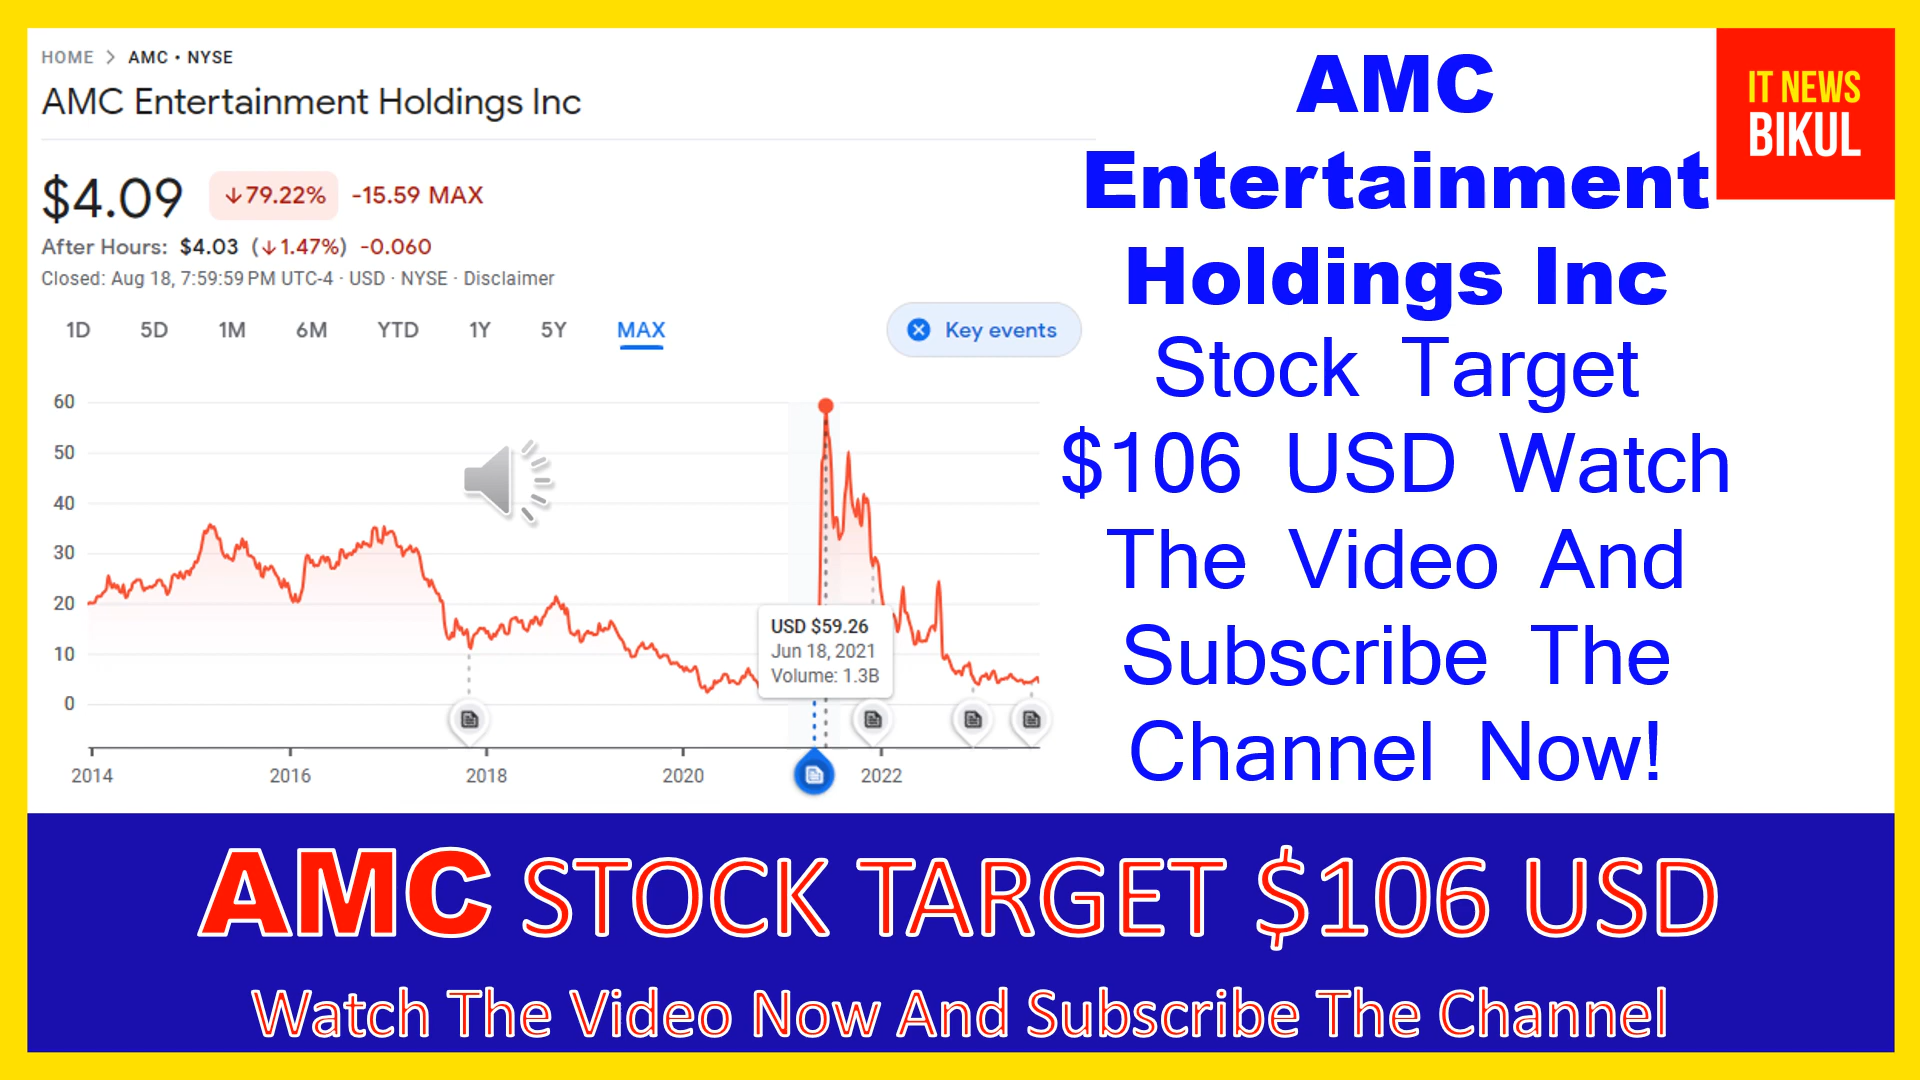 HOME > AMC • NYSE
AMC Entertainment Holdings Inc
$4.09 ↓79.22% -15.59 MAX
After Hours: $4.03 (↓1.47%) -0.060
Closed: Aug 18, 7:59:59 PM UTC-4 · USD · NYSE · Disclaimer
1D 5D 1M 6M YTD 1Y 5Y MAX
Key events
60
50
40
30
20
10
0
USD $59.26
Jun 18, 2021
Volume: 1.3B
2014 2016 2018 2020 2022
AMC
Entertainment
Holdings Inc
Stock Target
$106 USD Watch
The Video And
Subscribe The
Channel Now!
IT NEWS
BIKUL
AMC STOCK TARGET $106 USD
Watch The Video Now And Subscribe The Channel